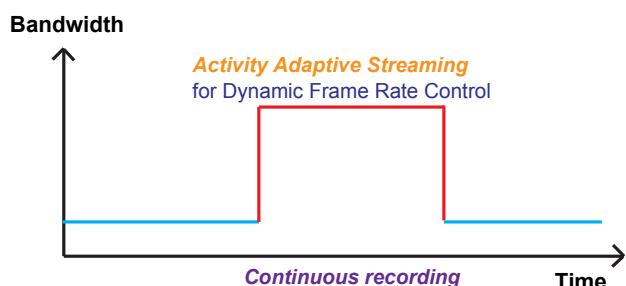 Bandwidth
Activity Adaptive Streaming
for Dynamic Frame Rate Control
Continuous recording
Time